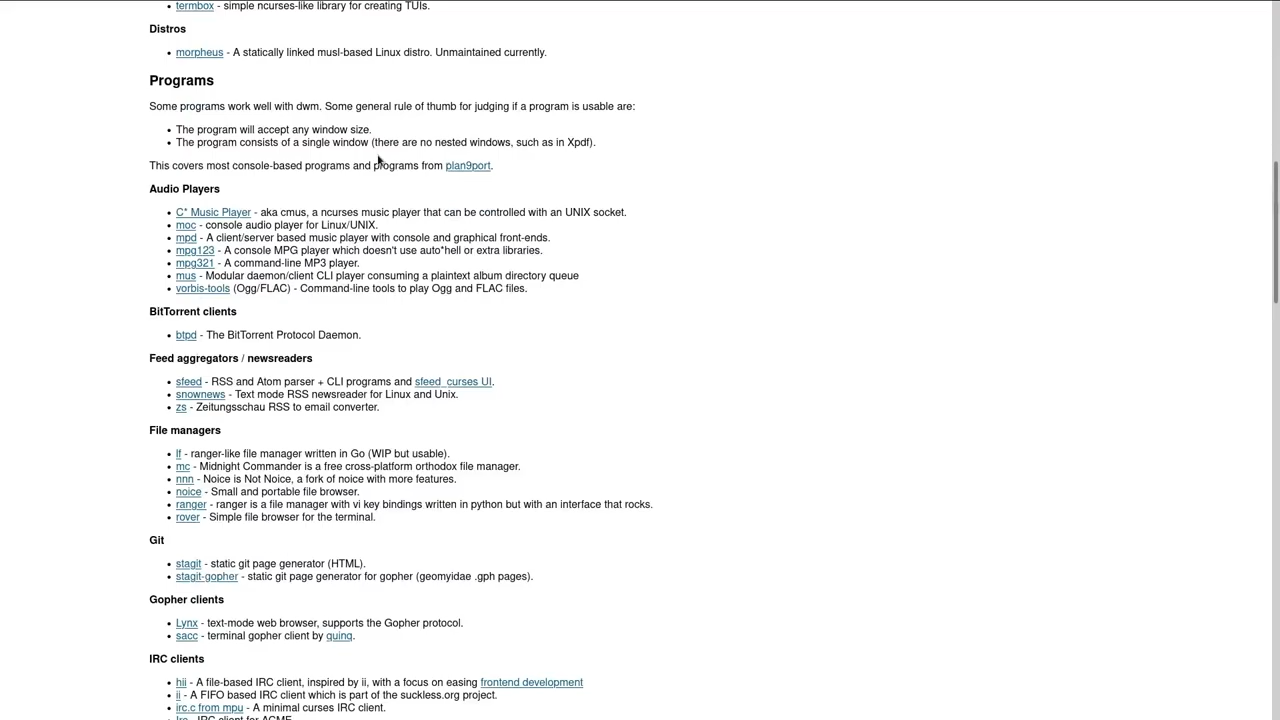 termbox - simple ncurses-like library for creating TUIs.
Distros
morpheus - A statically linked musl-based Linux distro. Unmaintained currently.
Programs
Some programs work well with dwm. Some general rule of thumb for judging if a program is usable are:
The program will accept any window size.
The program consists of a single window (there are no nested windows, such as in Xpdf).
This covers most console-based programs and programs from plan9port.
Audio Players
C* Music Player - aka cmus, a ncurses music player that can be controlled with an UNIX socket.
moc - console audio player for Linux/UNIX.
mpd - A client/server based music player with console and graphical front-ends.
mpg123 - A console MPG player which doesn't use auto*hell or extra libraries.
mpg321 - A command-line MP3 player.
mus - Modular daemon/client CLI player consuming a plaintext album directory queue
vorbis-tools (Ogg/FLAC) - Command-line tools to play Ogg and FLAC files.
BitTorrent clients
btpd - The BitTorrent Protocol Daemon.
Feed aggregators / newsreaders
sfeed - RSS and Atom parser + CLI programs and sfeed_curses UI.
snownews - Text mode RSS newsreader for Linux and Unix.
zs - Zeitungsschau RSS to email converter.
File managers
lf - ranger-like file manager written in Go (WIP but usable).
mc - Midnight Commander is a free cross-platform orthodox file manager.
nnn - Noice is Not Noice, a fork of noice with more features.
noice - Small and portable file browser.
ranger - ranger is a file manager with vi key bindings written in python but with an interface that rocks.
rover - Simple file browser for the terminal.
Git
stagit - static git page generator (HTML).
stagit-gopher - static git page generator for gopher (geomyidae .gph pages).
Gopher clients
Lynx - text-mode web browser, supports the Gopher protocol.
sacc - terminal gopher client by quinq.
IRC clients
hii - A file-based IRC client, inspired by ii, with a focus on easing frontend development
ii - A FIFO based IRC client which is part of the suckless.org project.
irc.c from mpu - A minimal curses IRC client.
Irc - IRC client for ACME.